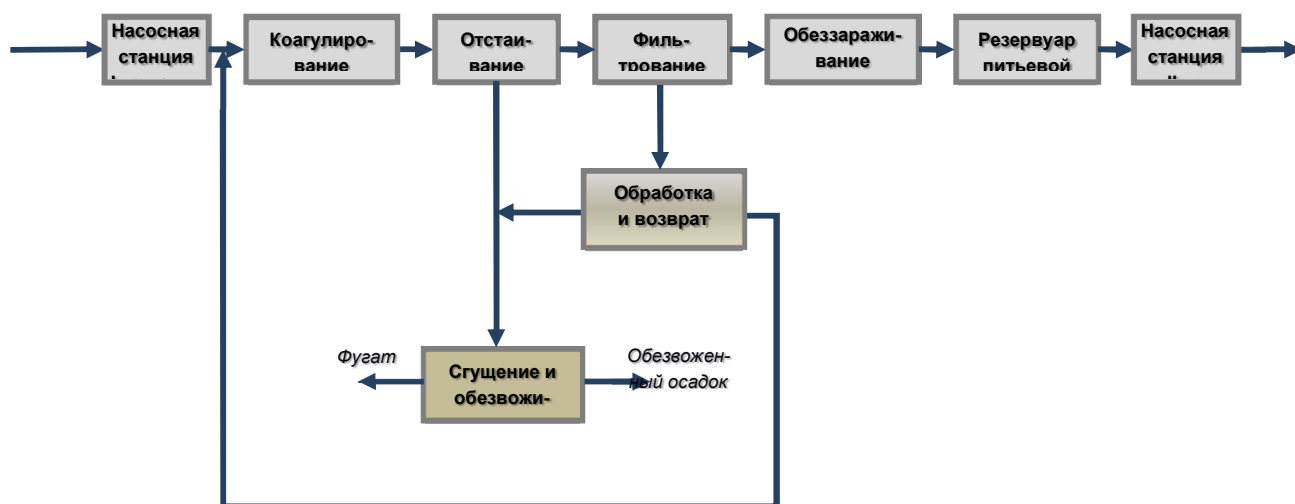 Насосная
станция
Коагулиро-
вание
Отстаи-
вание
Филь-
трование
Обеззаражи-
вание
Резервуар
питьевой
Насосная
станция
Обработка
и возврат
Фугат
Сгущение и
обезвожи-
Обезвожен-
ный осадок